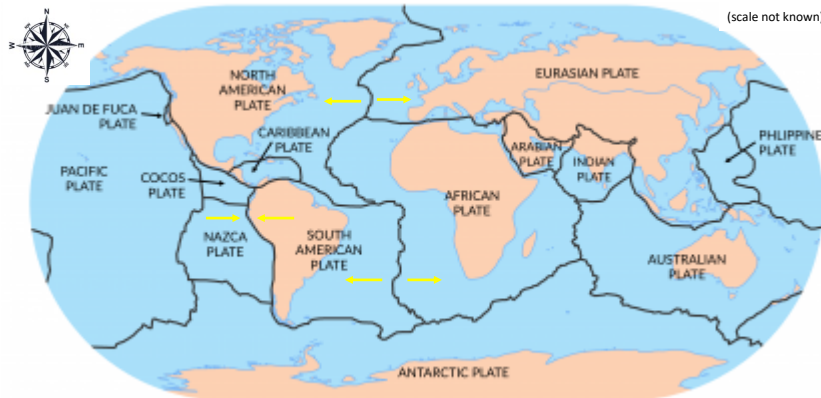 (scale not known)
N
W
E
S
NORTH
AMERICAN
PLATE
EURASIAN PLATE
JUAN DE FUCA
PLATE
CARIBBEAN
PLATE
ARABIAN
PLATE
INDIAN
PLATE
PHLIPPINE
PLATE
PACIFIC
PLATE
COCOS
PLATE
AFRICAN
PLATE
NAZCA
PLATE
SOUTH
AMERICAN
PLATE
AUSTRALIAN
PLATE
ANTARCTIC PLATE